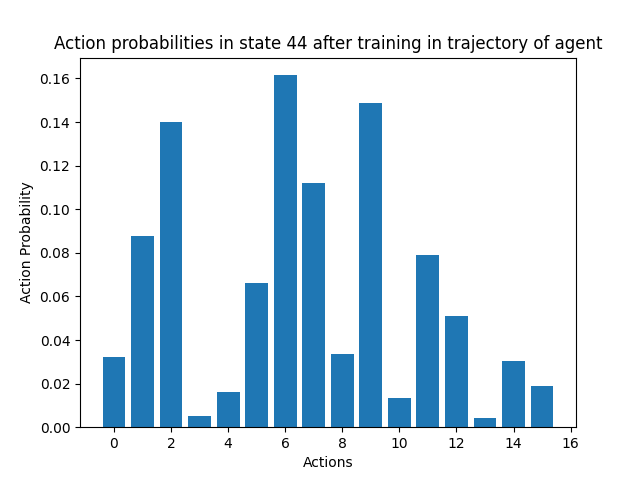 Action probabilities in state 44 after training in trajectory of agent
0.16
0.14
0.12
0.10
0.08
0.06
0.04
0.02
0.00
Action Probability
0 2 4 6 8 10 12 14 16
Actions